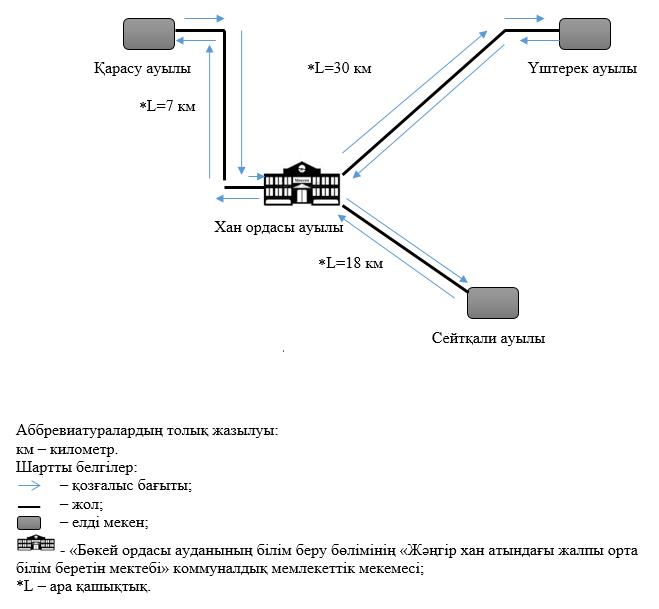 Қарасу ауылы
*L=30 км
Үштерек ауылы
*L=7 км
Хан ордасы ауылы
*L=18 км
Сейтқали ауылы
Аббревиатуралардың толық жазылуы:
км – километр.
Шартты белгілер:
– қозғалыс бағыты;
– жол;
– елді мекен;
- «Бөкей ордасы ауданының білім беру бөлімінің «Жәңгір хан атындағы жалпы орта
білім беретін мектебі» коммуналдық мемлекеттік мекемесі;
*L – ара қашықтық.